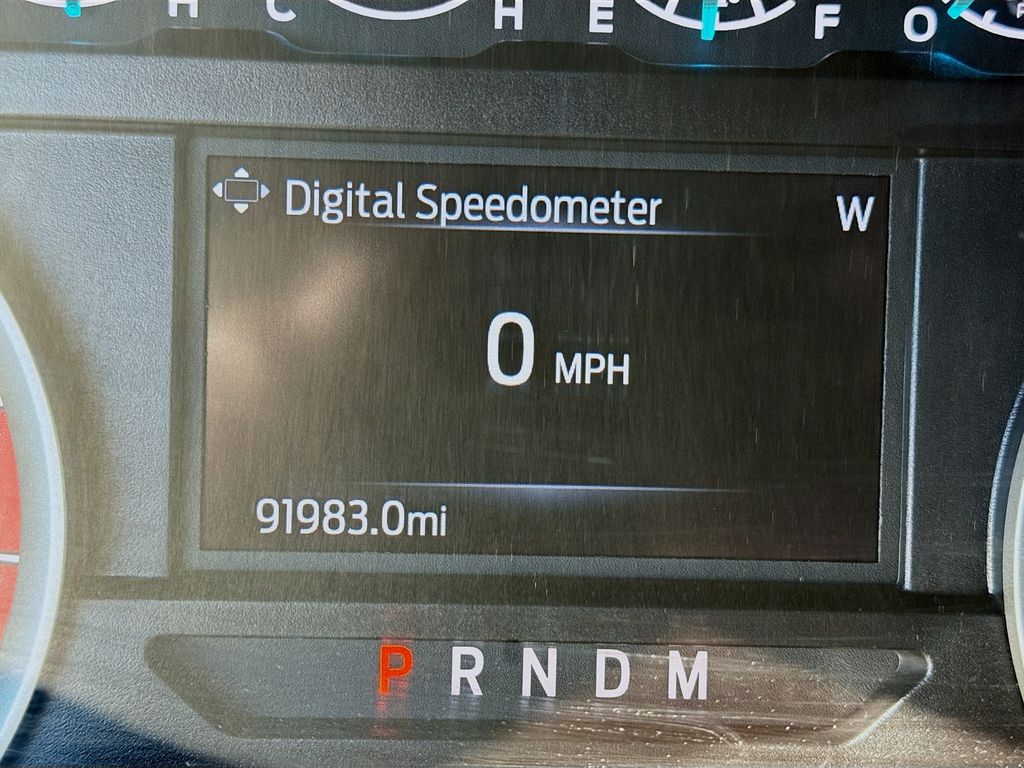 H C H E F O
Digital Speedometer W
0 MPH
91983.0mi
P R N D M